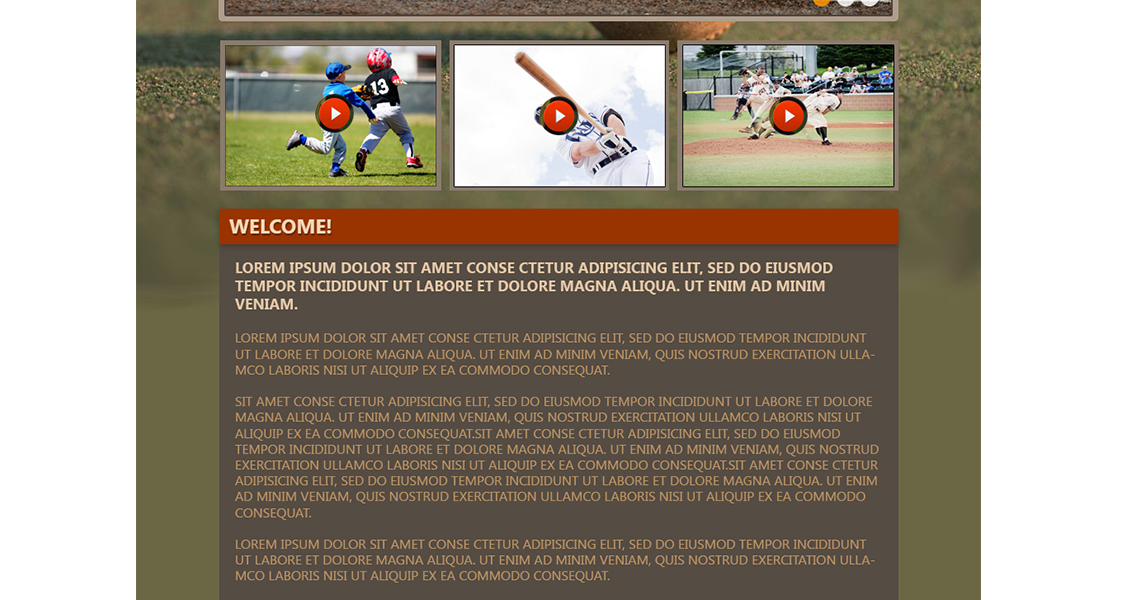 13
WELCOME!
LOREM IPSUM DOLOR SIT AMET CONSE CTETUR ADIPISICING ELIT, SED DO EIUSMOD
TEMPOR INCIDIDUNT UT LABORE ET DOLORE MAGNA ALIQUA. UT ENIM AD MINIM
VENIAM.
LOREM IPSUM DOLOR SIT AMET CONSE CTETUR ADIPISICING ELIT, SED DO EIUSMOD TEMPOR INCIDIDUNT
UT LABORE ET DOLORE MAGNA ALIQUA. UT ENIM AD MINIM VENIAM, QUIS NOSTRUD EXERCITATION ULLA-
MCO LABORIS NISI UT ALIQUIP EX EA COMMODO CONSEQUAT.
SIT AMET CONSE CTETUR ADIPISICING ELIT, SED DO EIUSMOD TEMPOR INCIDIDUNT UT LABORE ET DOLORE
MAGNA ALIQUA. UT ENIM AD MINIM VENIAM, QUIS NOSTRUD EXERCITATION ULLAMCO LABORIS NISI UT
ALIQUIP EX EA COMMODO CONSEQUAT.SIT AMET CONSE CTETUR ADIPISICING ELIT, SED DO EIUSMOD
TEMPOR INCIDIDUNT UT LABORE ET DOLORE MAGNA ALIQUA. UT ENIM AD MINIM VENIAM, QUIS NOSTRUD
EXERCITATION ULLAMCO LABORIS NISI UT ALIQUIP EX EA COMMODO CONSEQUAT.SIT AMET CONSE CTETUR
ADIPISICING ELIT, SED DO EIUSMOD TEMPOR INCIDIDUNT UT LABORE ET DOLORE MAGNA ALIQUA. UT ENIM
AD MINIM VENIAM, QUIS NOSTRUD EXERCITATION ULLAMCO LABORIS NISI UT ALIQUIP EX EA COMMODO
CONSEQUAT.
LOREM IPSUM DOLOR SIT AMET CONSE CTETUR ADIPISICING ELIT, SED DO EIUSMOD TEMPOR INCIDIDUNT
UT LABORE ET DOLORE MAGNA ALIQUA. UT ENIM AD MINIM VENIAM, QUIS NOSTRUD EXERCITATION ULLA-
MCO LABORIS NISI UT ALIQUIP EX EA COMMODO CONSEQUAT.